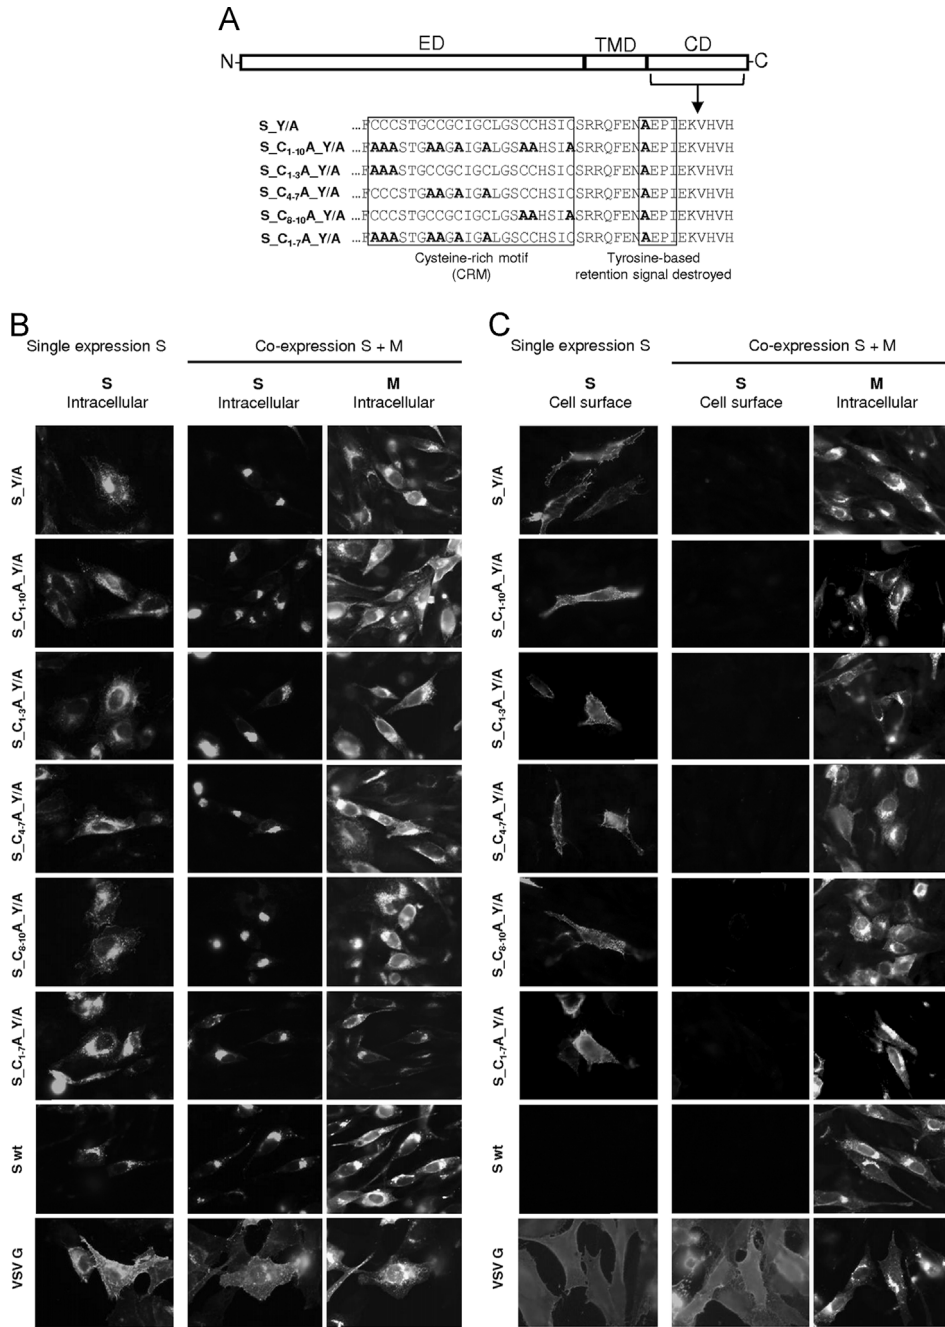 A
ED TMD CD
N C
S_Y/A ...FCCCSTGCCGCIGCLGSCCHSICSRRQFENAEPIEKVHVH
S_C1-10A_Y/A ...FAAASTGAAGAIGALGSAAHSIASRRQFENAEPIEKVHVH
S_C1-3A_Y/A ...FAAASTGCCGCIGCLGSCCHSICSRRQFENAEPIEKVHVH
S_C4-7A_Y/A ...FCCCSTGAAGAIGALGSCCHSICSRRQFENAEPIEKVHVH
S_C8-10A_Y/A ...FCCCSTGCCGCIGCLGSAAHSIASRRQFENAEPIEKVHVH
S_C1-7A_Y/A ...FAAASTGAAGAIGALGSCCHSICSRRQFENAEPIEKVHVH
Cysteine-rich motif Tyrosine-based
(CRM) retention signal destroyed
B
Single expression S Co-expression S + M
S S M
Intracellular Intracellular Intracellular
S_Y/A
S_C1-10A_Y/A
S_C1-3A_Y/A
S_C4-7A_Y/A
S_C8-10A_Y/A
S_C1-7A_Y/A
S wt
VSV G
C
Single expression S Co-expression S + M
S S M
Cell surface Cell surface Intracellular
S_Y/A
S_C1-10A_Y/A
S_C1-3A_Y/A
S_C4-7A_Y/A
S_C8-10A_Y/A
S_C1-7A_Y/A
S wt
VSV G